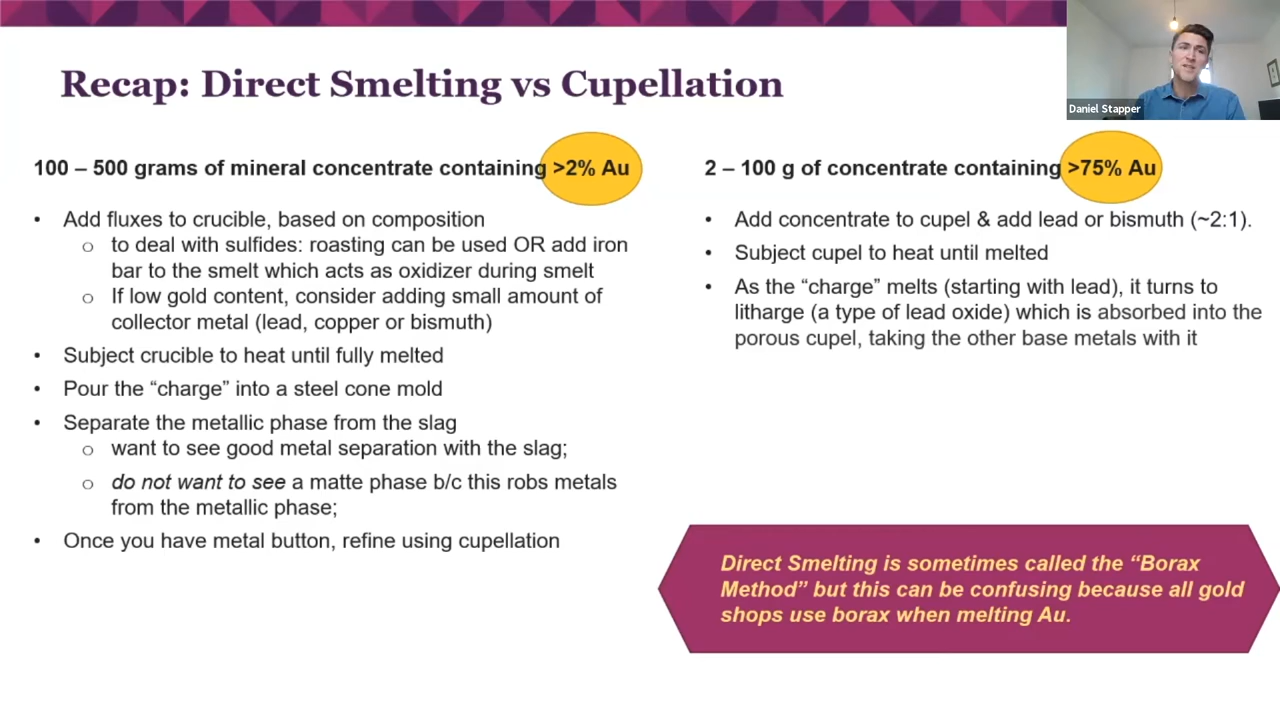 Recap: Direct Smelting vs Cupellation
Daniel Stapper
100 – 500 grams of mineral concentrate containing >2% Au
• Add fluxes to crucible, based on composition
o to deal with sulfides: roasting can be used OR add iron
bar to the smelt which acts as oxidizer during smelt
o If low gold content, consider adding small amount of
collector metal (lead, copper or bismuth)
• Subject crucible to heat until fully melted
• Pour the “charge” into a steel cone mold
• Separate the metallic phase from the slag
o want to see good metal separation with the slag;
o do not want to see a matte phase b/c this robs metals
from the metallic phase;
• Once you have metal button, refine using cupellation
2 – 100 g of concentrate containing >75% Au
• Add concentrate to cupel & add lead or bismuth (~2:1).
• Subject cupel to heat until melted
• As the “charge” melts (starting with lead), it turns to
litharge (a type of lead oxide) which is absorbed into the
porous cupel, taking the other base metals with it
Direct Smelting is sometimes called the “Borax
Method” but this can be confusing because all gold
shops use borax when melting Au.